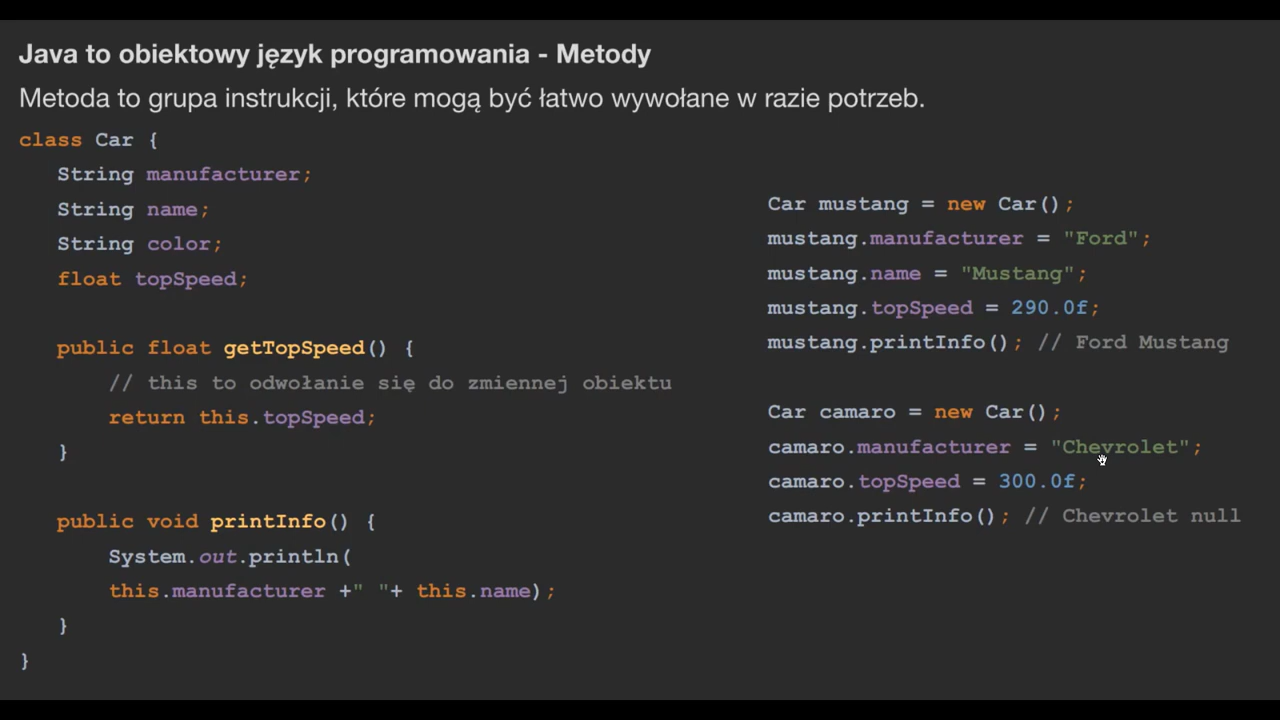 Java to obiektowy język programowania - Metody
Metoda to grupa instrukcji, które mogą być łatwo wywołane w razie potrzeb.
class Car {
String manufacturer;
String name;
String color;
float topSpeed;
public float getTopSpeed() {
// this to odwołanie się do zmiennej obiektu
return this.topSpeed;
}
public void printInfo() {
System.out.println(
this.manufacturer +" "+ this.name);
}
}
Car mustang = new Car();
mustang.manufacturer = "Ford";
mustang.name = "Mustang";
mustang.topSpeed = 290.0f;
mustang.printInfo(); // Ford Mustang
Car camaro = new Car();
camaro.manufacturer = "Chevrolet";
camaro.topSpeed = 300.0f;
camaro.printInfo(); // Chevrolet null